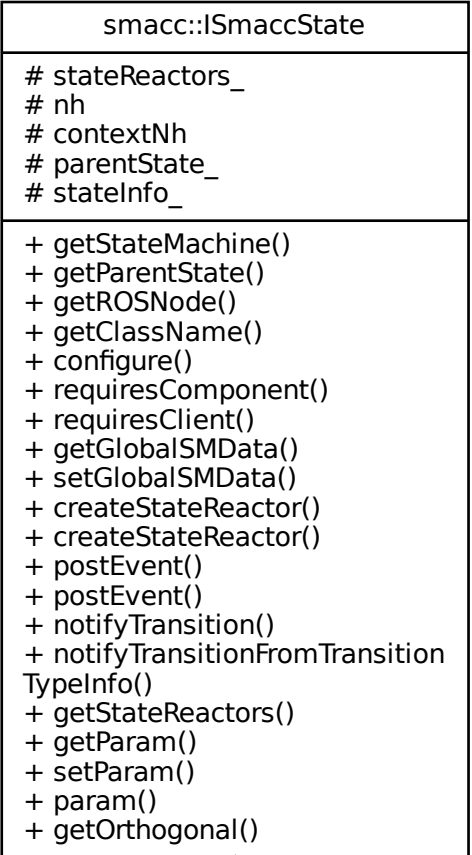 smacc::ISmaccState
# stateReactors_
# nh
# contextNh
# parentState_
# stateInfo_
+ getStateMachine()
+ getParentState()
+ getROSNode()
+ getClassName()
+ configure()
+ requiresComponent()
+ requiresClient()
+ getGlobalSMData()
+ setGlobalSMData()
+ createStateReactor()
+ createStateReactor()
+ postEvent()
+ postEvent()
+ notifyTransition()
+ notifyTransitionFromTransition
TypeInfo()
+ getStateReactors()
+ getParam()
+ setParam()
+ param()
+ getOrthogonal()